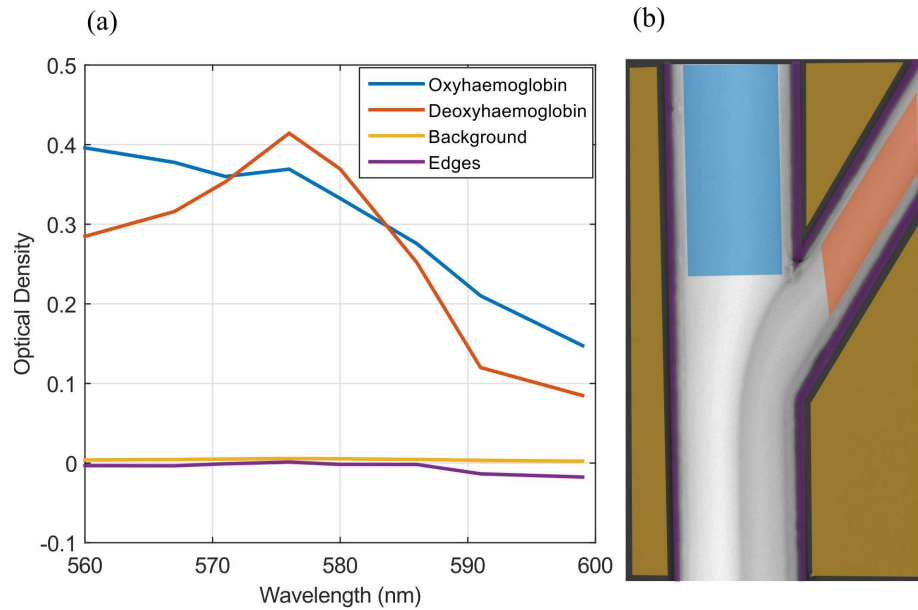 (a)
(b)
0.5
0.4
0.3
0.2
0.1
0
-0.1
Optical Density
Oxyhaemoglobin
Deoxyhaemoglobin
Background
Edges
560
570
580
590
600
Wavelength (nm)